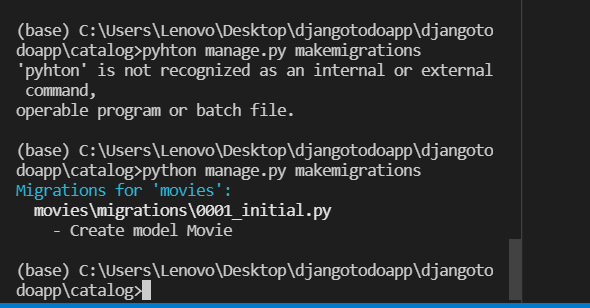 (base) C:\Users\Lenovo\Desktop\djangotodoapp\djangoto
doapp\catalog>pyhton manage.py makemigrations
'pyhton' is not recognized as an internal or external
 command,
operable program or batch file.
(base) C:\Users\Lenovo\Desktop\djangotodoapp\djangoto
doapp\catalog>python manage.py makemigrations
Migrations for 'movies':
  movies\migrations\0001_initial.py
    - Create model Movie
(base) C:\Users\Lenovo\Desktop\djangotodoapp\djangoto
doapp\catalog>